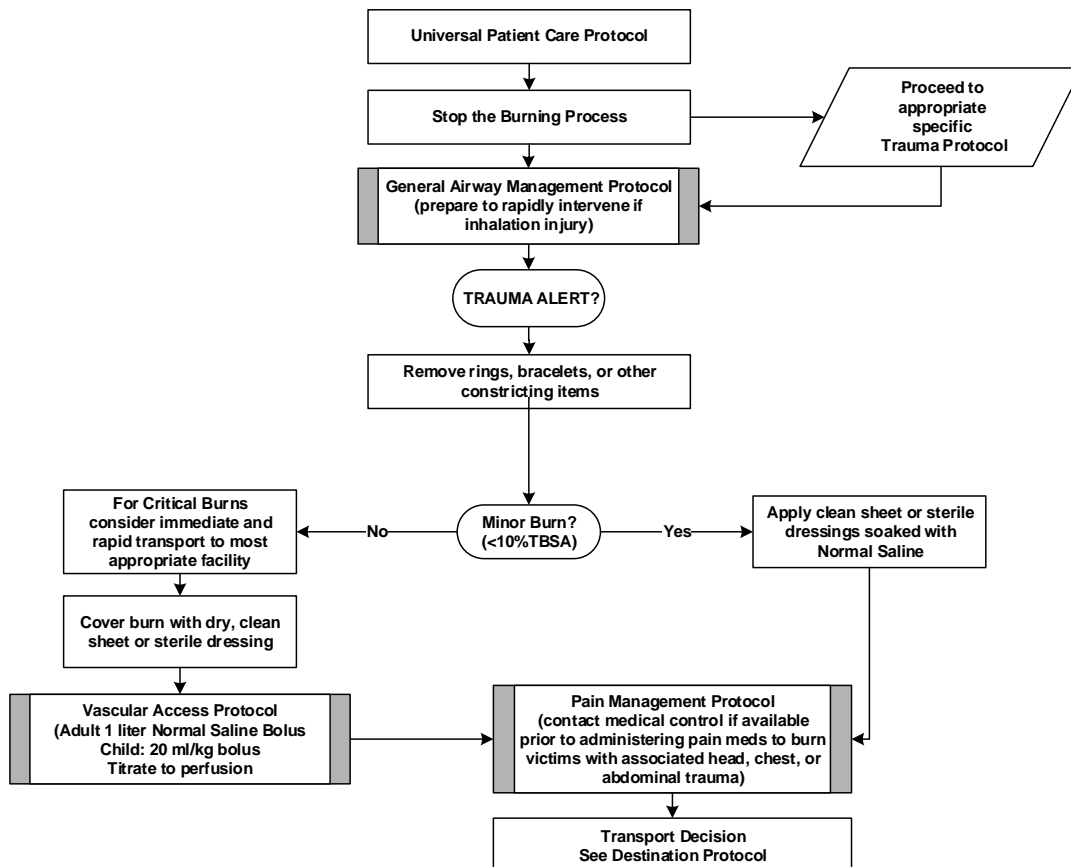 Universal Patient Care Protocol
Stop the Burning Process
Proceed to
appropriate
specific
Trauma Protocol
General Airway Management Protocol
(prepare to rapidly intervene if
inhalation injury)
TRAUMA ALERT?
Remove rings, bracelets, or other
constricting items
For Critical Burns
consider immediate and
rapid transport to most
appropriate facility
No
Minor Burn?
(<10%TBSA)
Yes
Apply clean sheet or sterile
dressings soaked with
Normal Saline
Cover burn with dry, clean
sheet or sterile dressing
Vascular Access Protocol
(Adult 1 liter Normal Saline Bolus
Child: 20 ml/kg bolus
Titrate to perfusion
Pain Management Protocol
(contact medical control if available
prior to administering pain meds to burn
victims with associated head, chest, or
abdominal trauma)
Transport Decision
See Destination Protocol